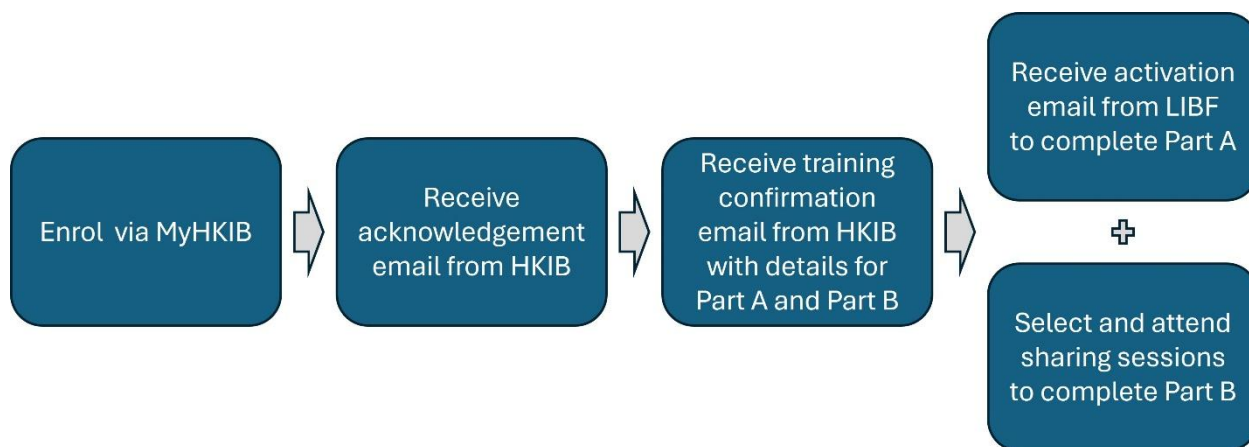 Enrol via MyHKIB
Receive
acknowledgement
email from HKIB
Receive training
confirmation
email from HKIB
with details for
Part A and Part B
Receive activation
email from LIBF
to complete Part A
Select and attend
sharing sessions
to complete Part B